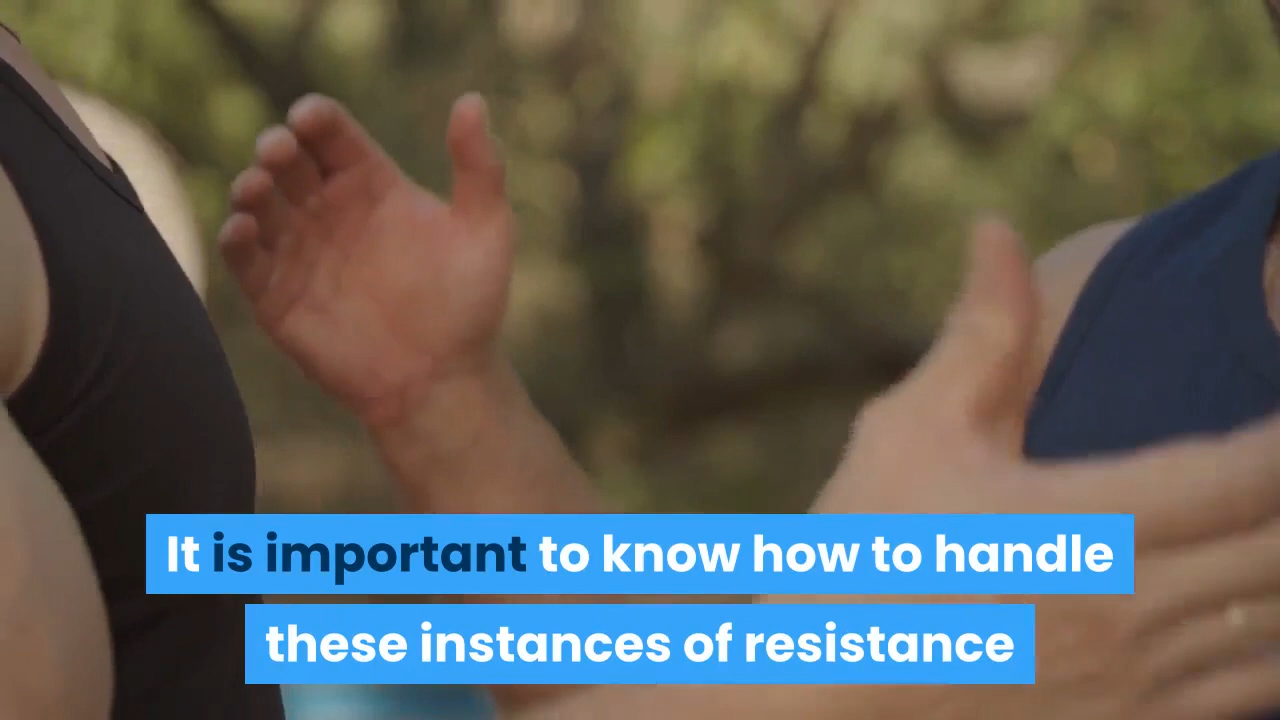 It is important to know how to handle
these instances of resistance